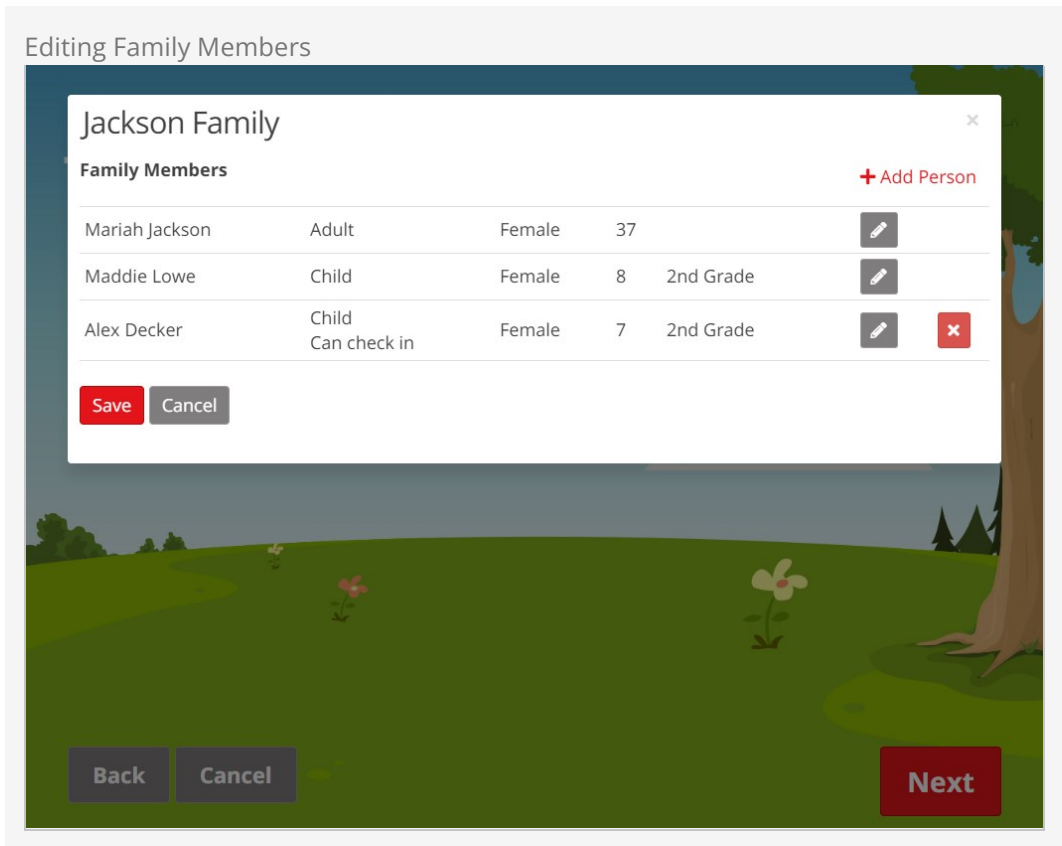 Editing Family Members
Jackson Family ×
Family Members
+ Add Person
Mariah Jackson Adult Female 37
Maddie Lowe Child Female 8 2nd Grade
Alex Decker Child Female 7 2nd Grade
Can check in
Save Cancel
Back Cancel Next